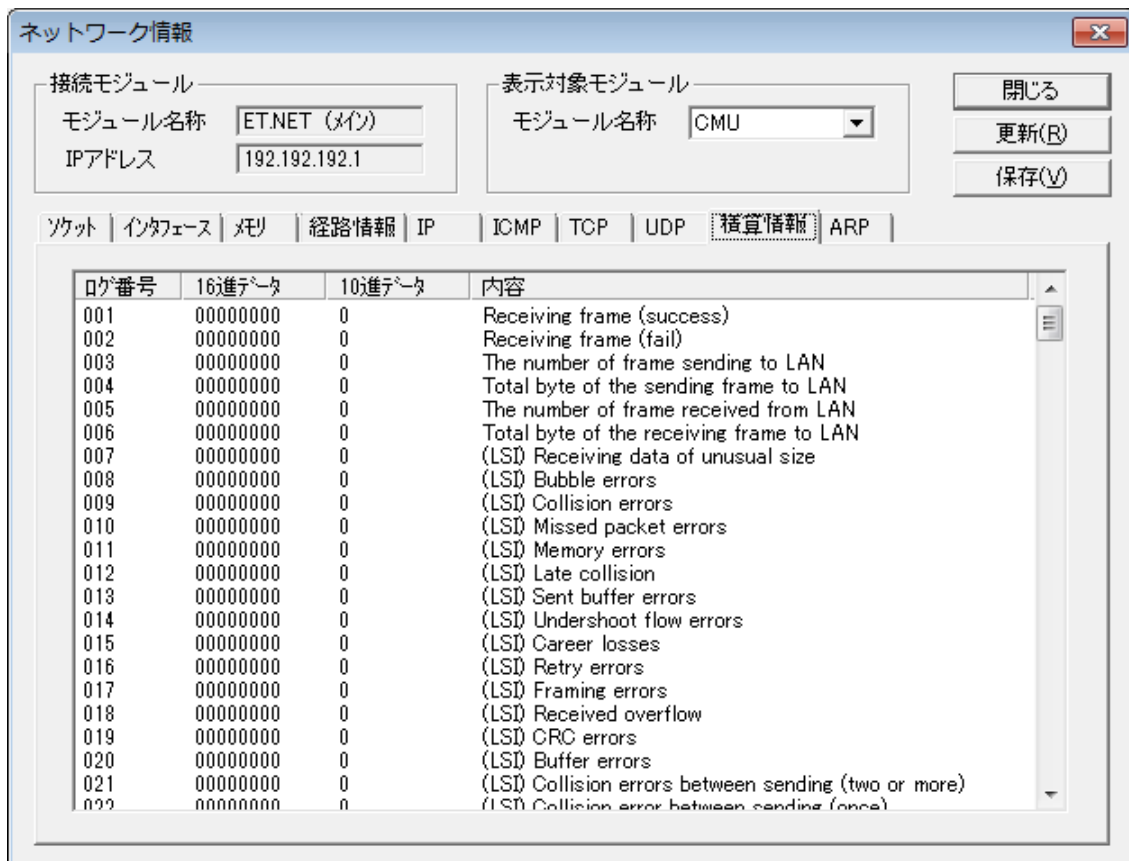 ネットワーク情報
接続モジュール
モジュール名称 ET.NET（メイン）
IPアドレス 192.192.192.1
表示対象モジュール
モジュール名称 CMU
閉じる
更新(R)
保存(V)
ソケット インタフェース メモリ 経路情報 IP ICMP TCP UDP 積算情報 ARP
ログ番号 16進データ 10進データ 内容
001 00000000 0 Receiving frame (success)
002 00000000 0 Receiving frame (fail)
003 00000000 0 The number of frame sending to LAN
004 00000000 0 Total byte of the sending frame to LAN
005 00000000 0 The number of frame received from LAN
006 00000000 0 Total byte of the receiving frame to LAN
007 00000000 0 (LSI) Receiving data of unusual size
008 00000000 0 (LSI) Bubble errors
009 00000000 0 (LSI) Collision errors
010 00000000 0 (LSI) Missed packet errors
011 00000000 0 (LSI) Memory errors
012 00000000 0 (LSI) Late collision
013 00000000 0 (LSI) Sent buffer errors
014 00000000 0 (LSI) Undershoot flow errors
015 00000000 0 (LSI) Career losses
016 00000000 0 (LSI) Retry errors
017 00000000 0 (LSI) Framing errors
018 00000000 0 (LSI) Received overflow
019 00000000 0 (LSI) CRC errors
020 00000000 0 (LSI) Buffer errors
021 00000000 0 (LSI) Collision errors between sending (two or more)
022 00000000 0 (LSI) Collision error between sending (once)